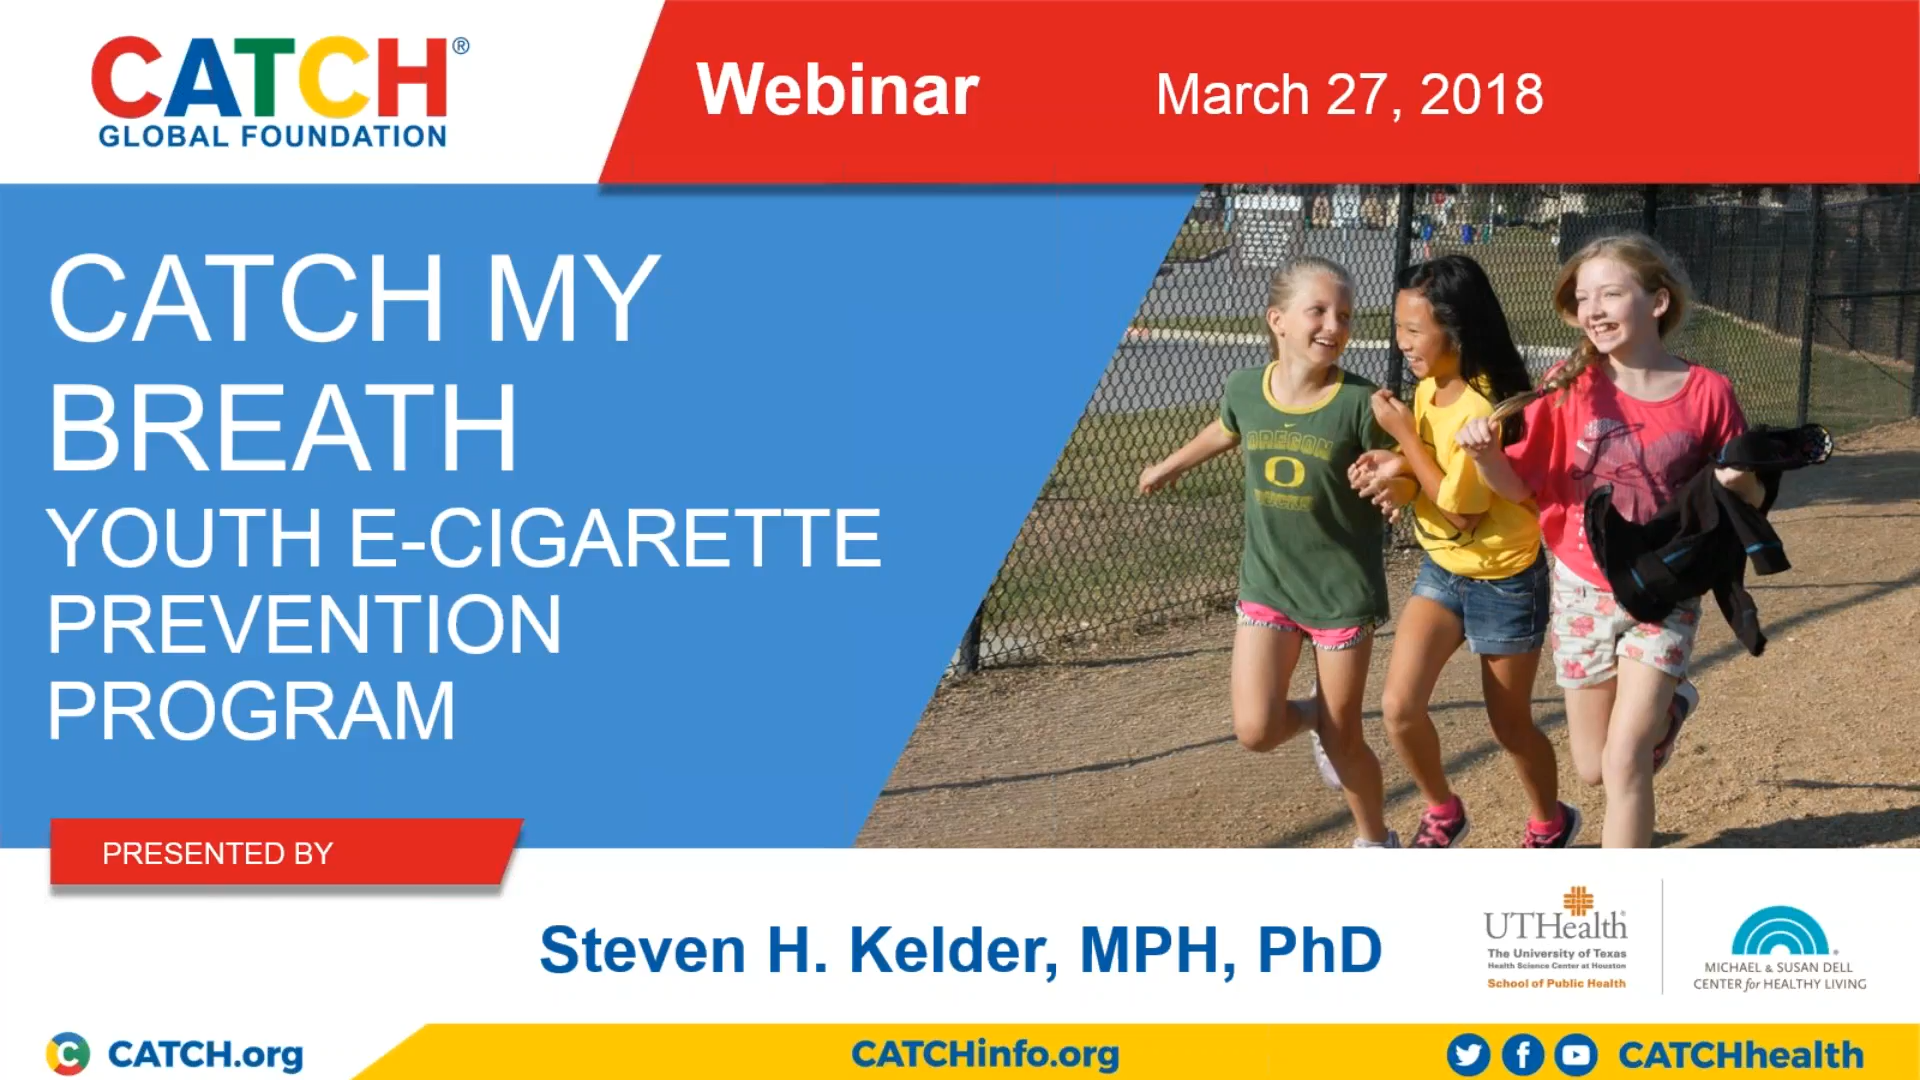 CATCH®
GLOBAL FOUNDATION
Webinar
March 27, 2018
CATCH MY
BREATH
YOUTH E-CIGARETTE
PREVENTION
PROGRAM
OREGON
O
DUCKS
PRESENTED BY
Steven H. Kelder, MPH, PhD
UTHealth
The University of Texas
Health Science Center at Houston
School of Public Health
MICHAEL & SUSAN DELL
CENTER for HEALTHY LIVING
C CATCH.org
CATCHinfo.org
CATCHhealth